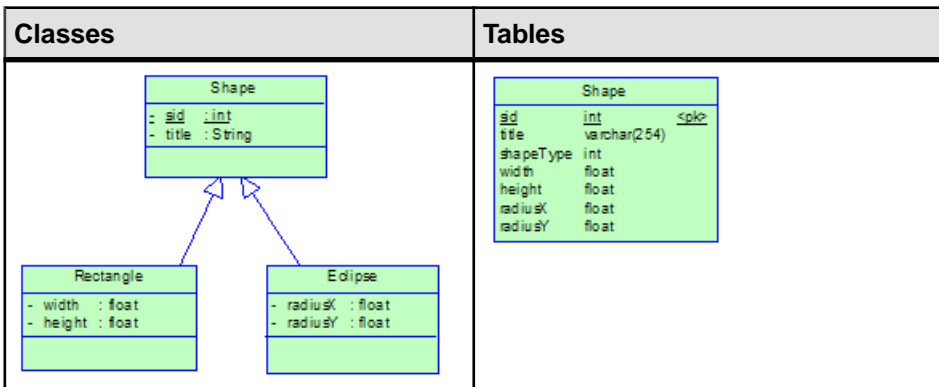 Classes
Tables
Shape
- sid : int
- title : String
Rectangle
- width : float
- height : float
Eclipse
- radiusX : float
- radiusY : float
Shape
sid int <pk>
title varchar(254)
shapeType int
width float
height float
radiusX float
radiusY float